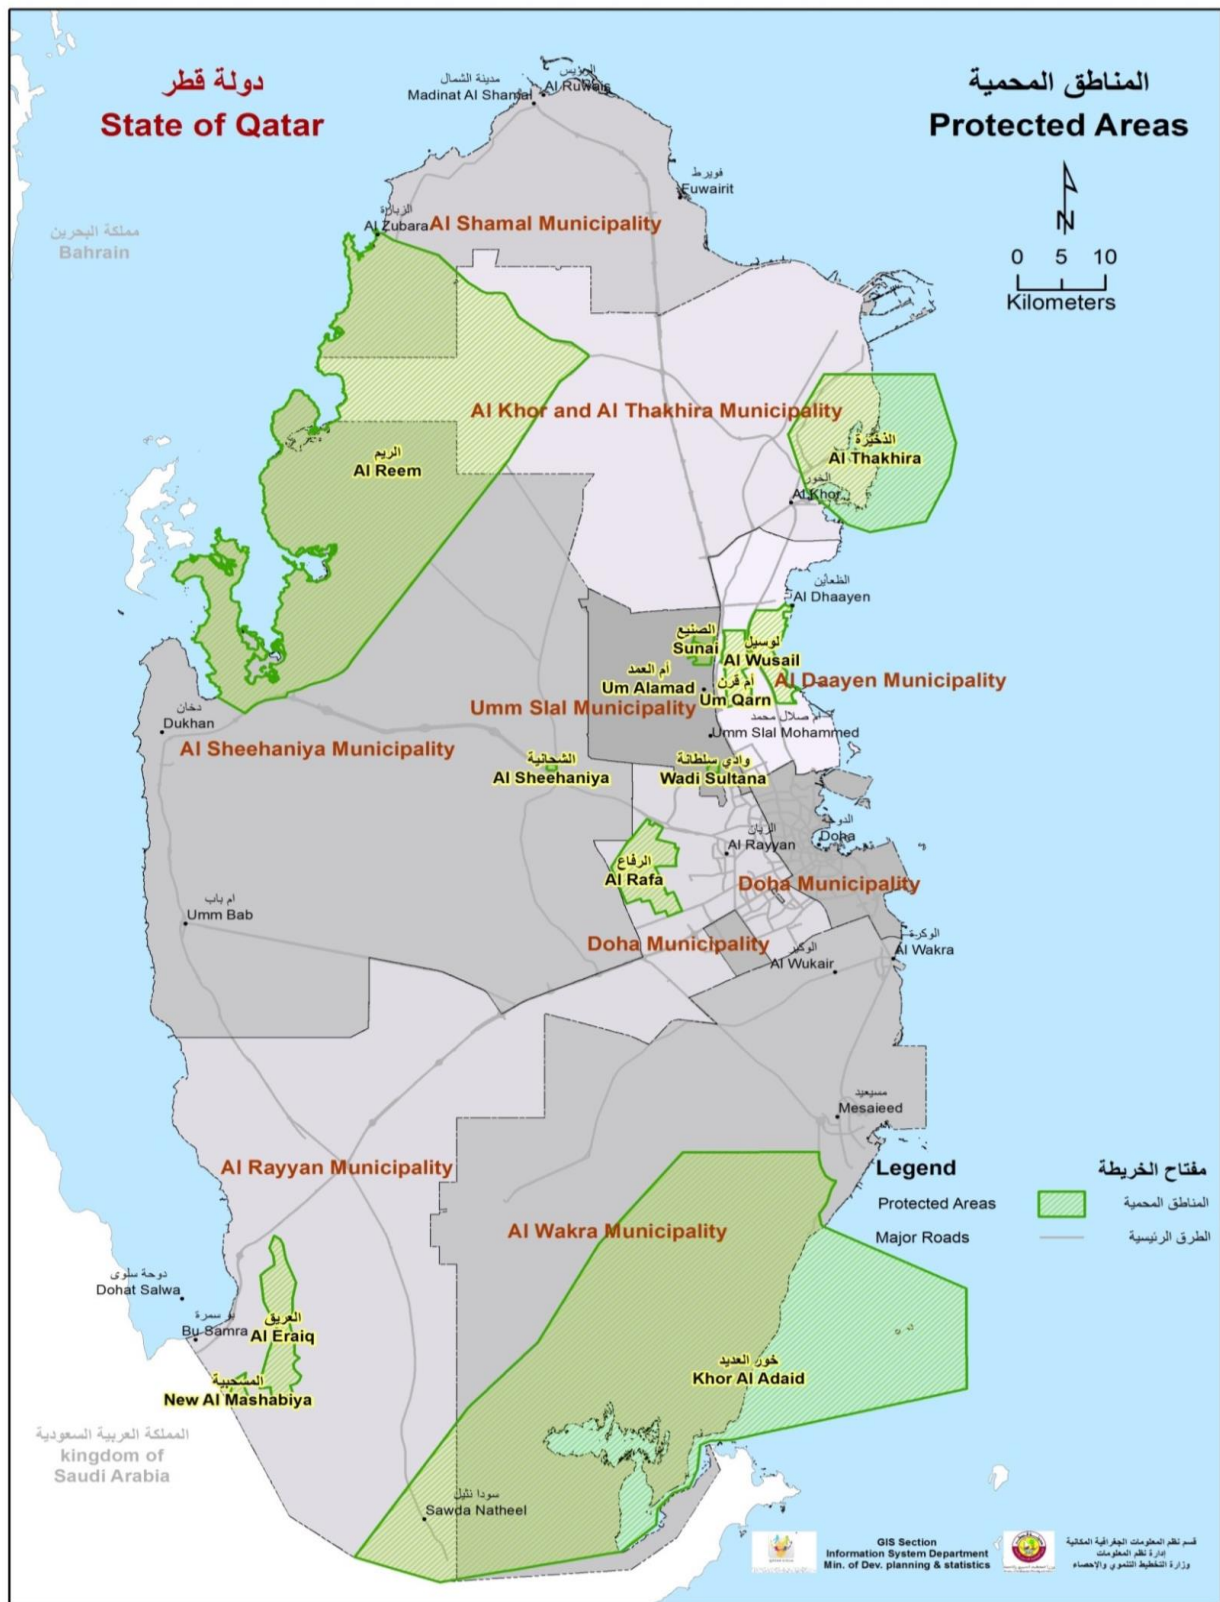 دولة قطر
State of Qatar
المناطق المحمية
Protected Areas
N
0 5 10
Kilometers
مملكة البحرين
Bahrain
مدينة الشمال
Madinat Al Shamal
الرويس
Al Ruwais
فويرط
Fuwairit
الزبارة
Al Zubara
Al Shamal Municipality
Al Khor and Al Thakhira Municipality
الريم
Al Reem
الذخيرة
Al Thakhira
الخور
Al Khor
الظعاين
Al Dhaayen
الصنيع
Sunai
لوسيل
Al Wusail
أم العمد
Um Alamad
أم قرن
Um Qarn
Al Daayen Municipality
Umm Slal Municipality
ام صلال محمد
Umm Slal Mohammed
دخان
Dukhan
Al Sheehaniya Municipality
الشحانية
Al Sheehaniya
وادي سلطانة
Wadi Sultana
الدوحة
Doha
الريان
Al Rayyan
الرفاع
Al Rafa
Doha Municipality
ام باب
Umm Bab
Doha Municipality
الوكير
Al Wukair
الوكرة
Al Wakra
مسيعيد
Mesaieed
Al Rayyan Municipality
Al Wakra Municipality
Legend
مفتاح الخريطة
Protected Areas
المناطق المحمية
Major Roads
الطرق الرئيسية
دوحة سلوى
Dohat Salwa
بو سمرة
Bu Samra
العريق
Al Eraiq
المسحبية
New Al Mashabiya
خور العديد
Khor Al Adaid
المملكة العربية السعودية
kingdom of
Saudi Arabia
سودا نثيل
Sawda Natheel
GIS Section
Information System Department
Min. of Dev. planning & statistics
قسم نظم المعلومات الجغرافية المكانية
إدارة نظم المعلومات
وزارة التخطيط التنموي والإحصاء